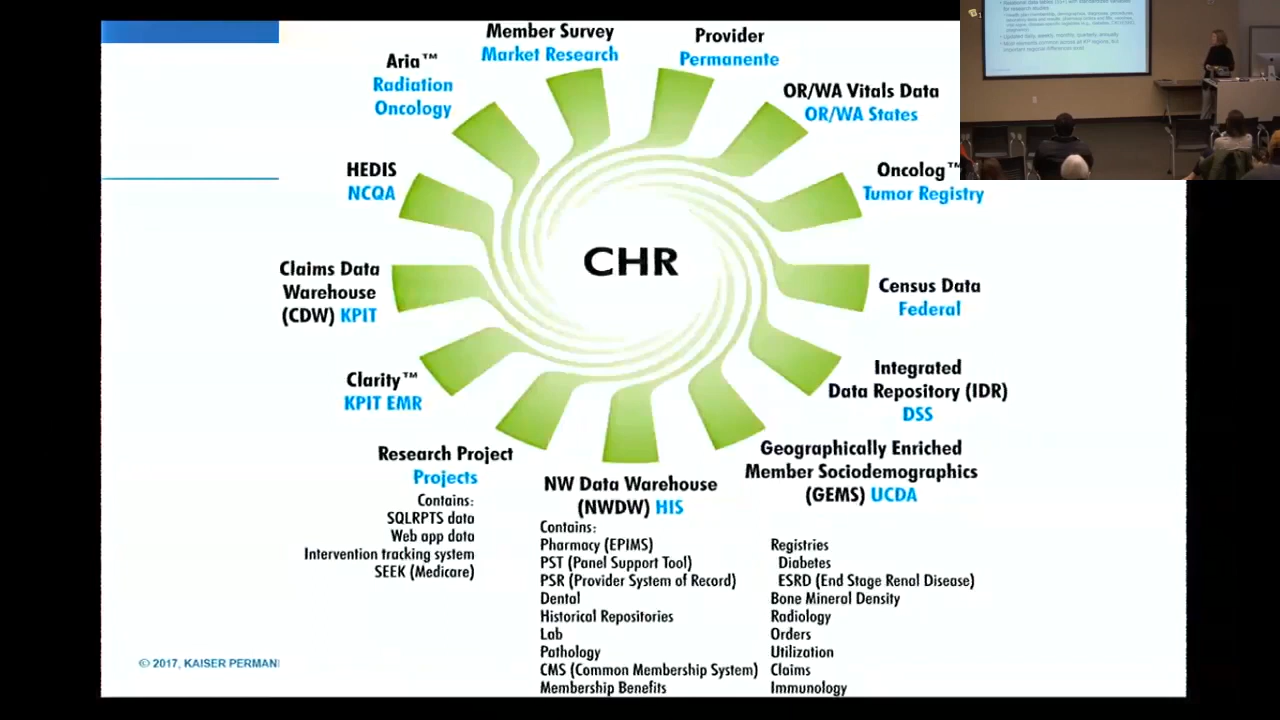 Member Survey
Market Research
Provider
Permanente
Aria™
Radiation
Oncology
OR/WA Vitals Data
OR/WA States
HEDIS
NCQA
Oncolog™
Tumor Registry
CHR
Claims Data
Warehouse
(CDW) KPIT
Census Data
Federal
Clarity™
KPIT EMR
Integrated
Data Repository (IDR)
DSS
Research Project
Projects
Contains:
SQLRPTS data
Web app data
Intervention tracking system
SEEK (Medicare)
NW Data Warehouse
(NWDW) HIS
Geographically Enriched
Member Sociodemographics
(GEMS) UCDA
Contains:
Pharmacy (EPIMS)
PST (Panel Support Tool)
PSR (Provider System of Record)
Dental
Historical Repositories
Lab
Pathology
CMS (Common Membership System)
Membership Benefits
Registries
Diabetes
ESRD (End Stage Renal Disease)
Bone Mineral Density
Radiology
Orders
Utilization
Claims
Immunology
© 2017, KAISER PERMAN